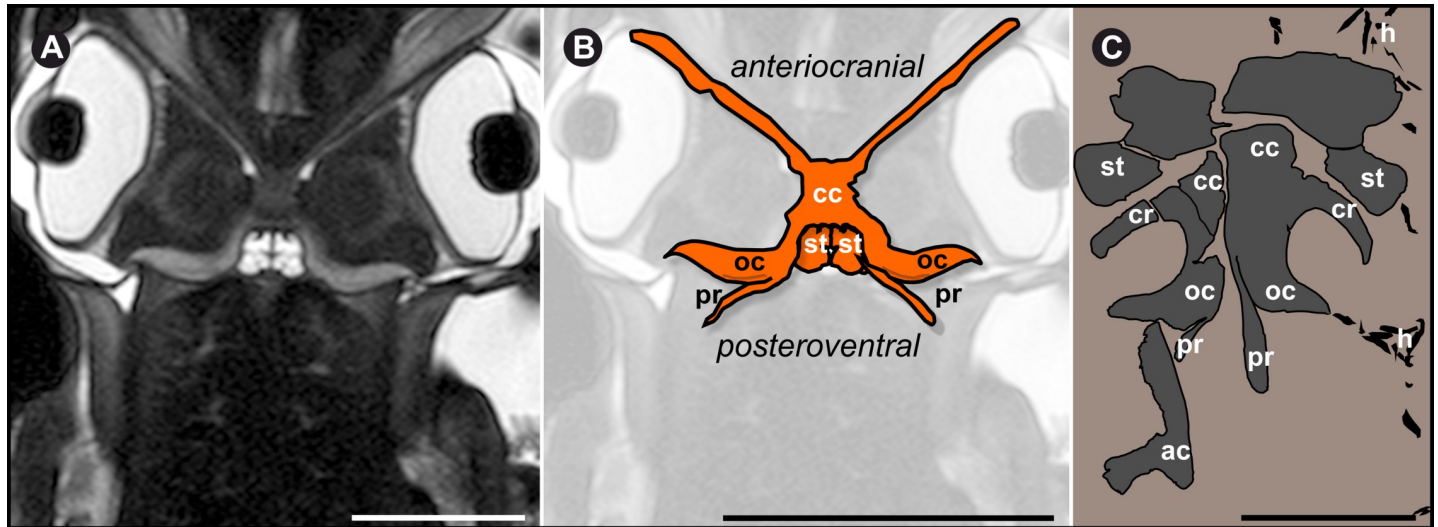 A
B
anteriocranial
cc
st st
oc oc
pr pr
posteroventral
C
h
cc
st cc st
cr cr
oc oc
h
pr pr
ac